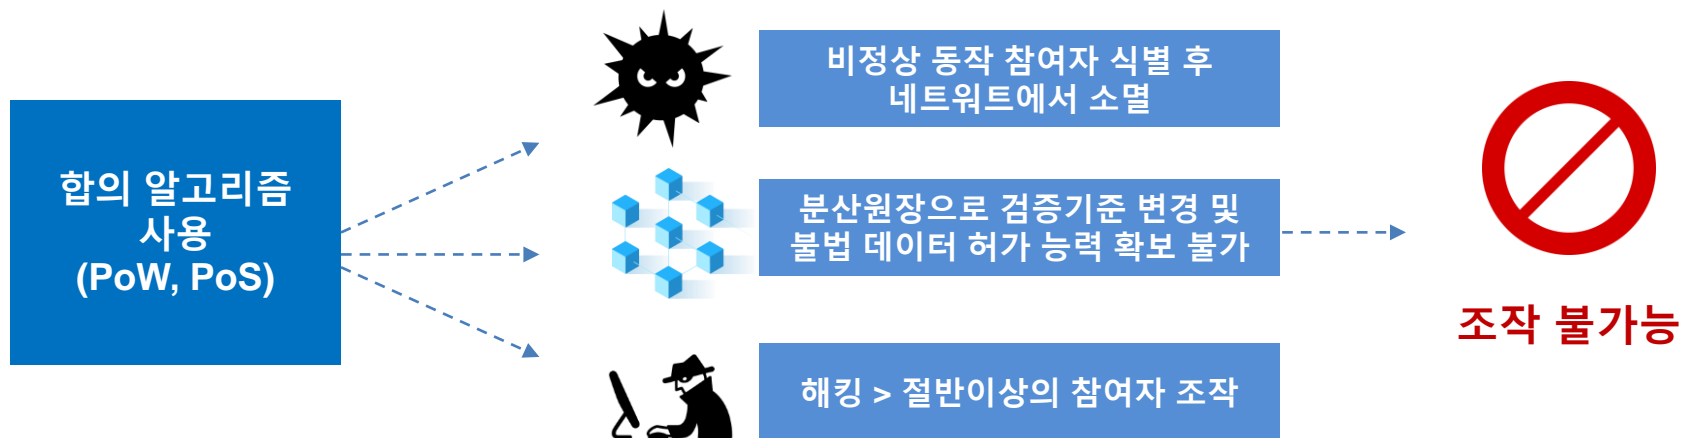 합의 알고리즘
사용
(PoW, PoS)
비정상 동작 참여자 식별 후
네트워트에서 소멸
분산원장으로 검증기준 변경 및
불법 데이터 허가 능력 확보 불가
해킹 > 절반이상의 참여자 조작
조작 불가능